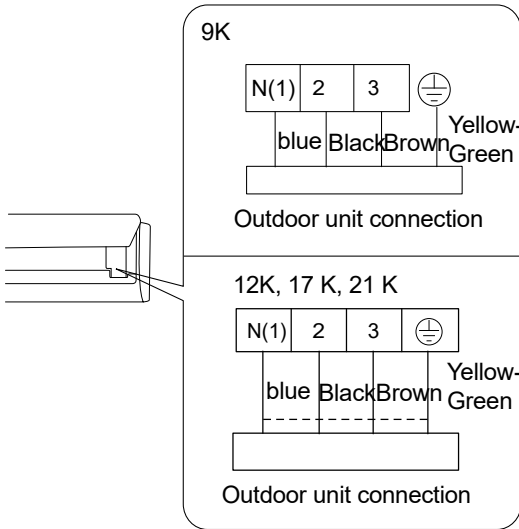 9K
N(1) 2 3
blue Black Brown Yellow-
Green
Outdoor unit connection
12K, 17 K, 21 K
N(1) 2 3
blue Black Brown Yellow-
Green
Outdoor unit connection